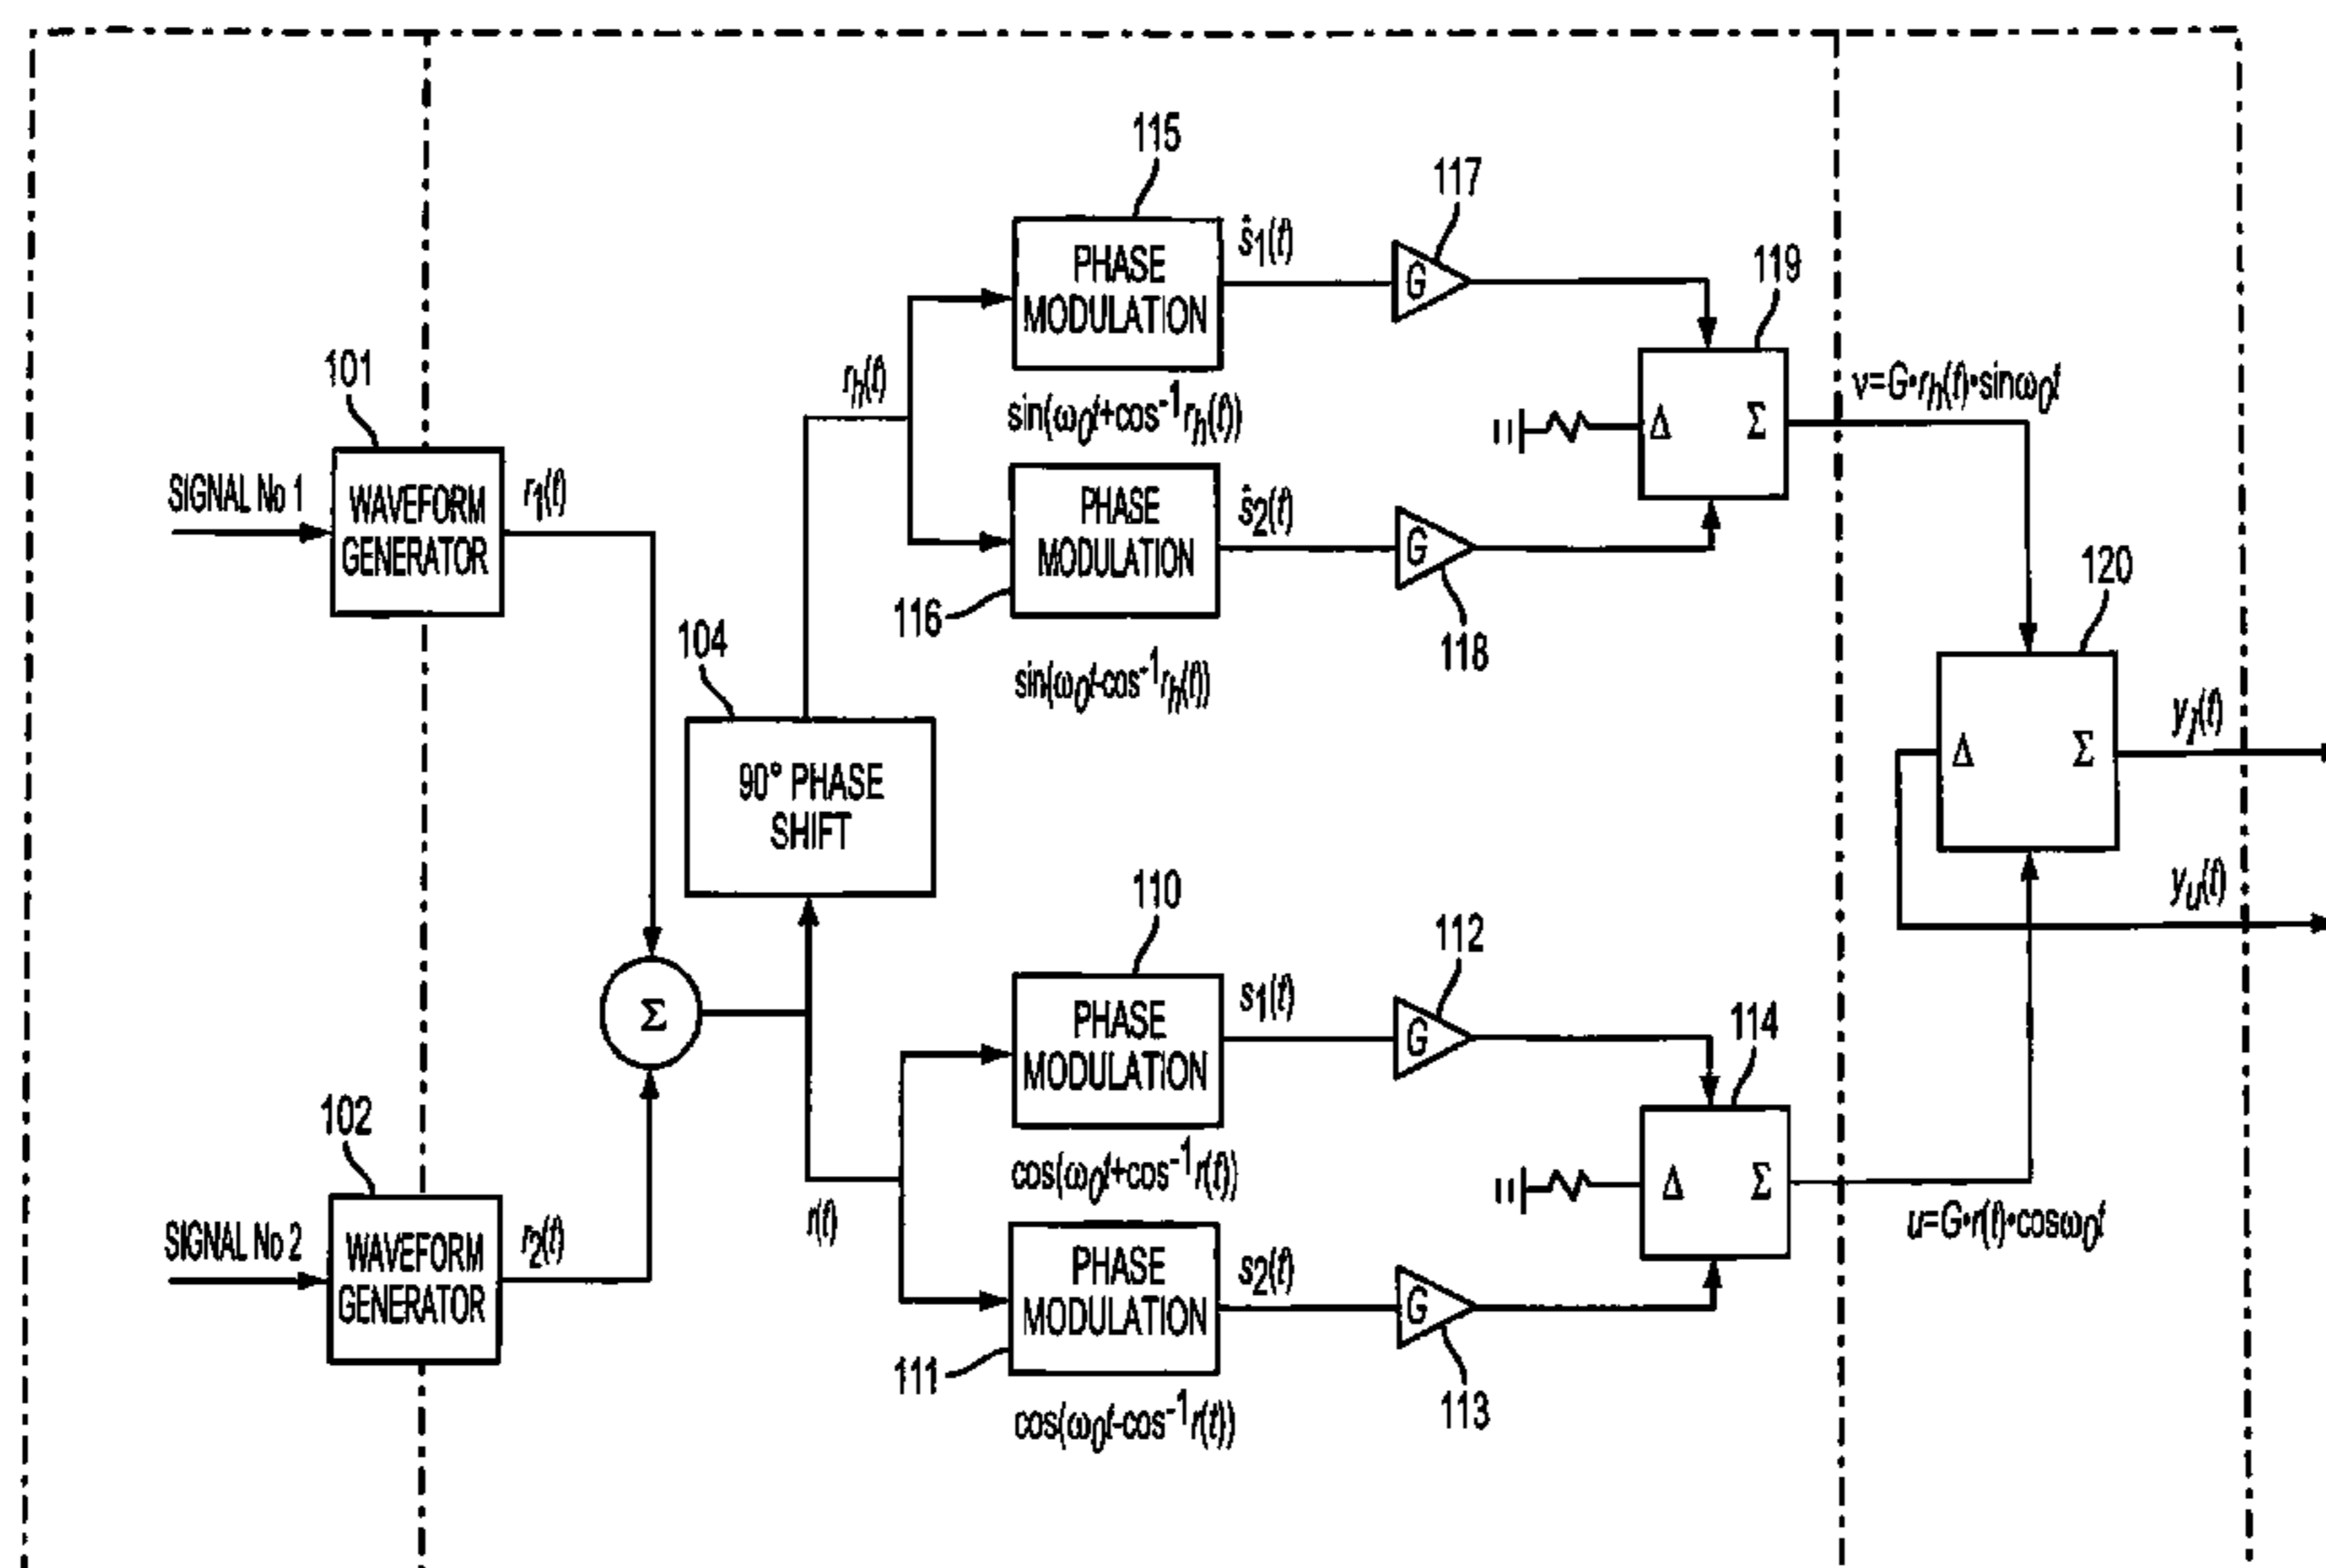 115
PHASE
MODULATION
ŝ1(t)
117
G
sin(ω0t+cos-1rh(t))
119
Δ Σ
v=G•rh(t)•sinω0t
101
SIGNAL No 1
WAVEFORM
GENERATOR
r1(t)
rh(t)
PHASE
MODULATION
116
ŝ2(t)
G
118
sin(ω0t-cos-1rh(t))
104
90° PHASE
SHIFT
120
Δ Σ
yl(t)
yu(t)
Σ
110
PHASE
MODULATION
s1(t)
112
G
cos(ω0t+cos-1r(t))
114
Δ Σ
u=G•r(t)•cosω0t
102
SIGNAL No 2
WAVEFORM
GENERATOR
r2(t)
r(t)
PHASE
MODULATION
111
s2(t)
G
113
cos(ω0t-cos-1r(t))